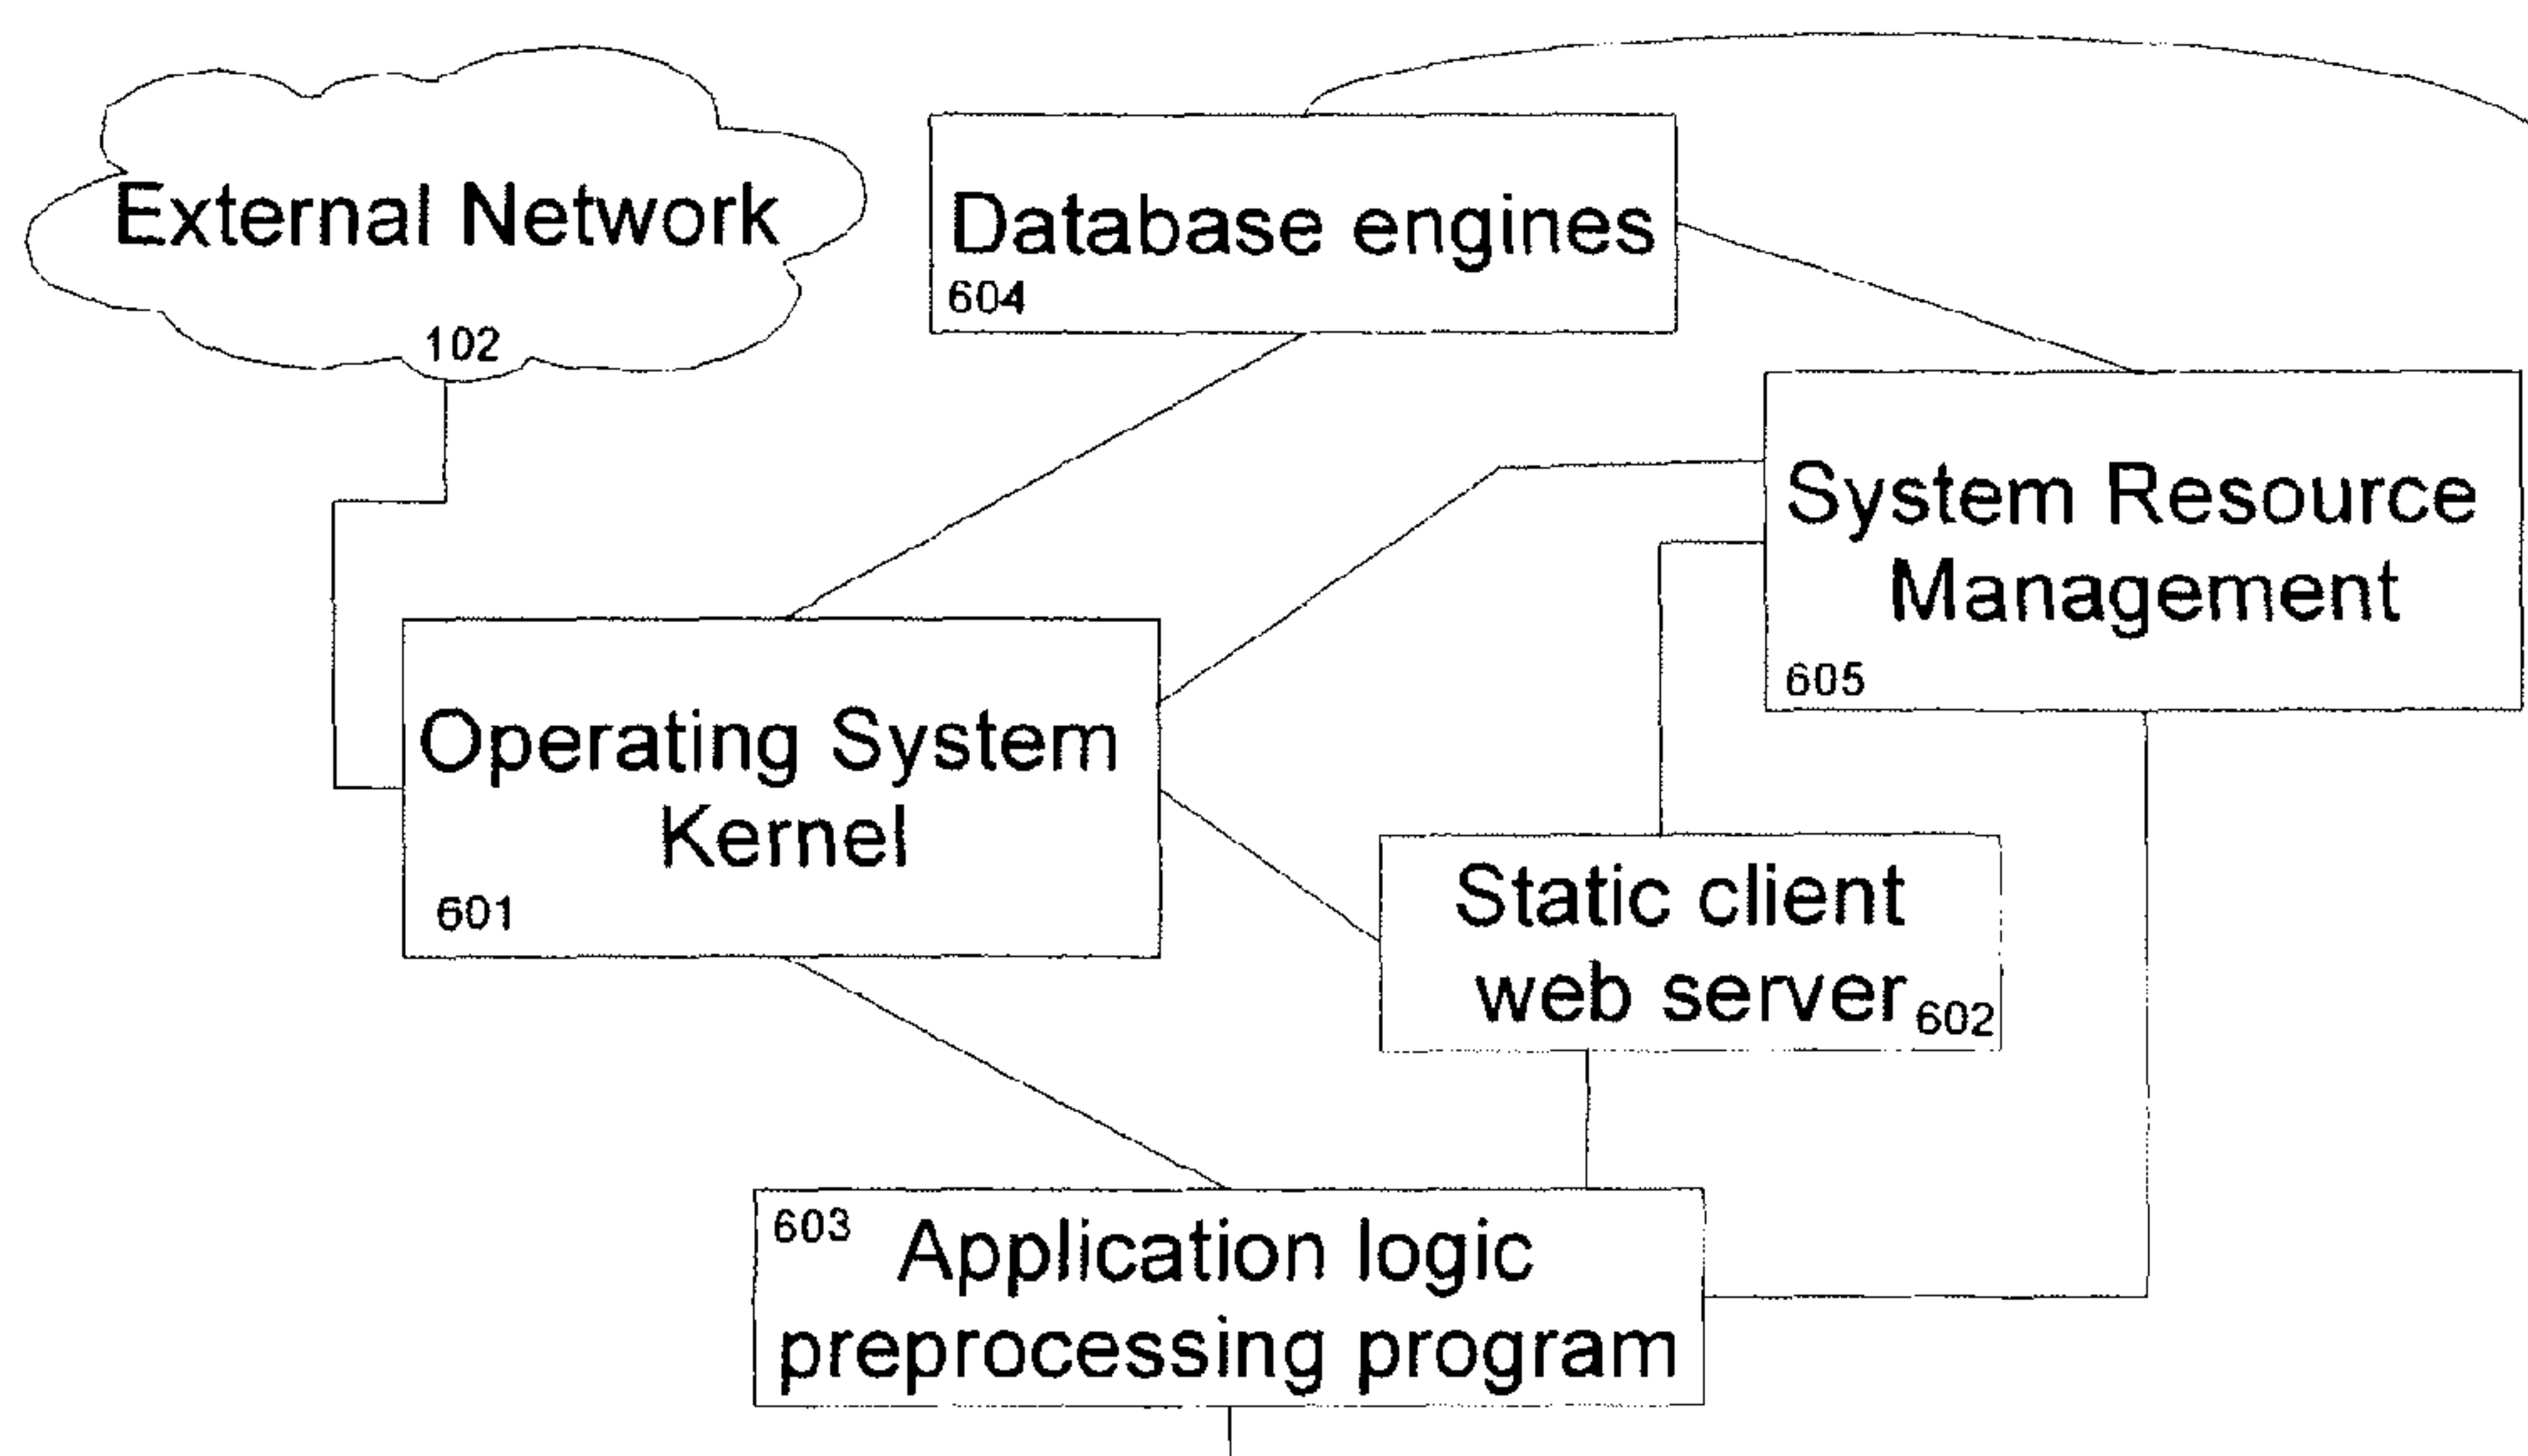 External Network
102
Database engines
604
System Resource
Management
605
Operating System
Kernel
601
Static client
web server
602
603
Application logic
preprocessing program